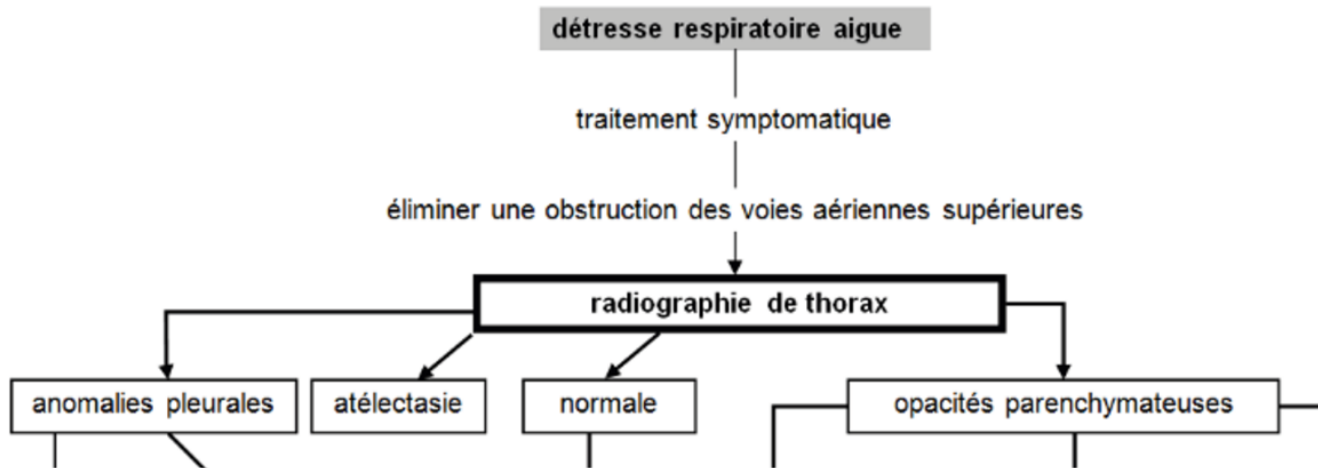 détresse respiratoire aigue
traitement symptomatique
éliminer une obstruction des voies aériennes supérieures
radiographie de thorax
anomalies pleurales
atélectasie
normale
opacités parenchymateuses